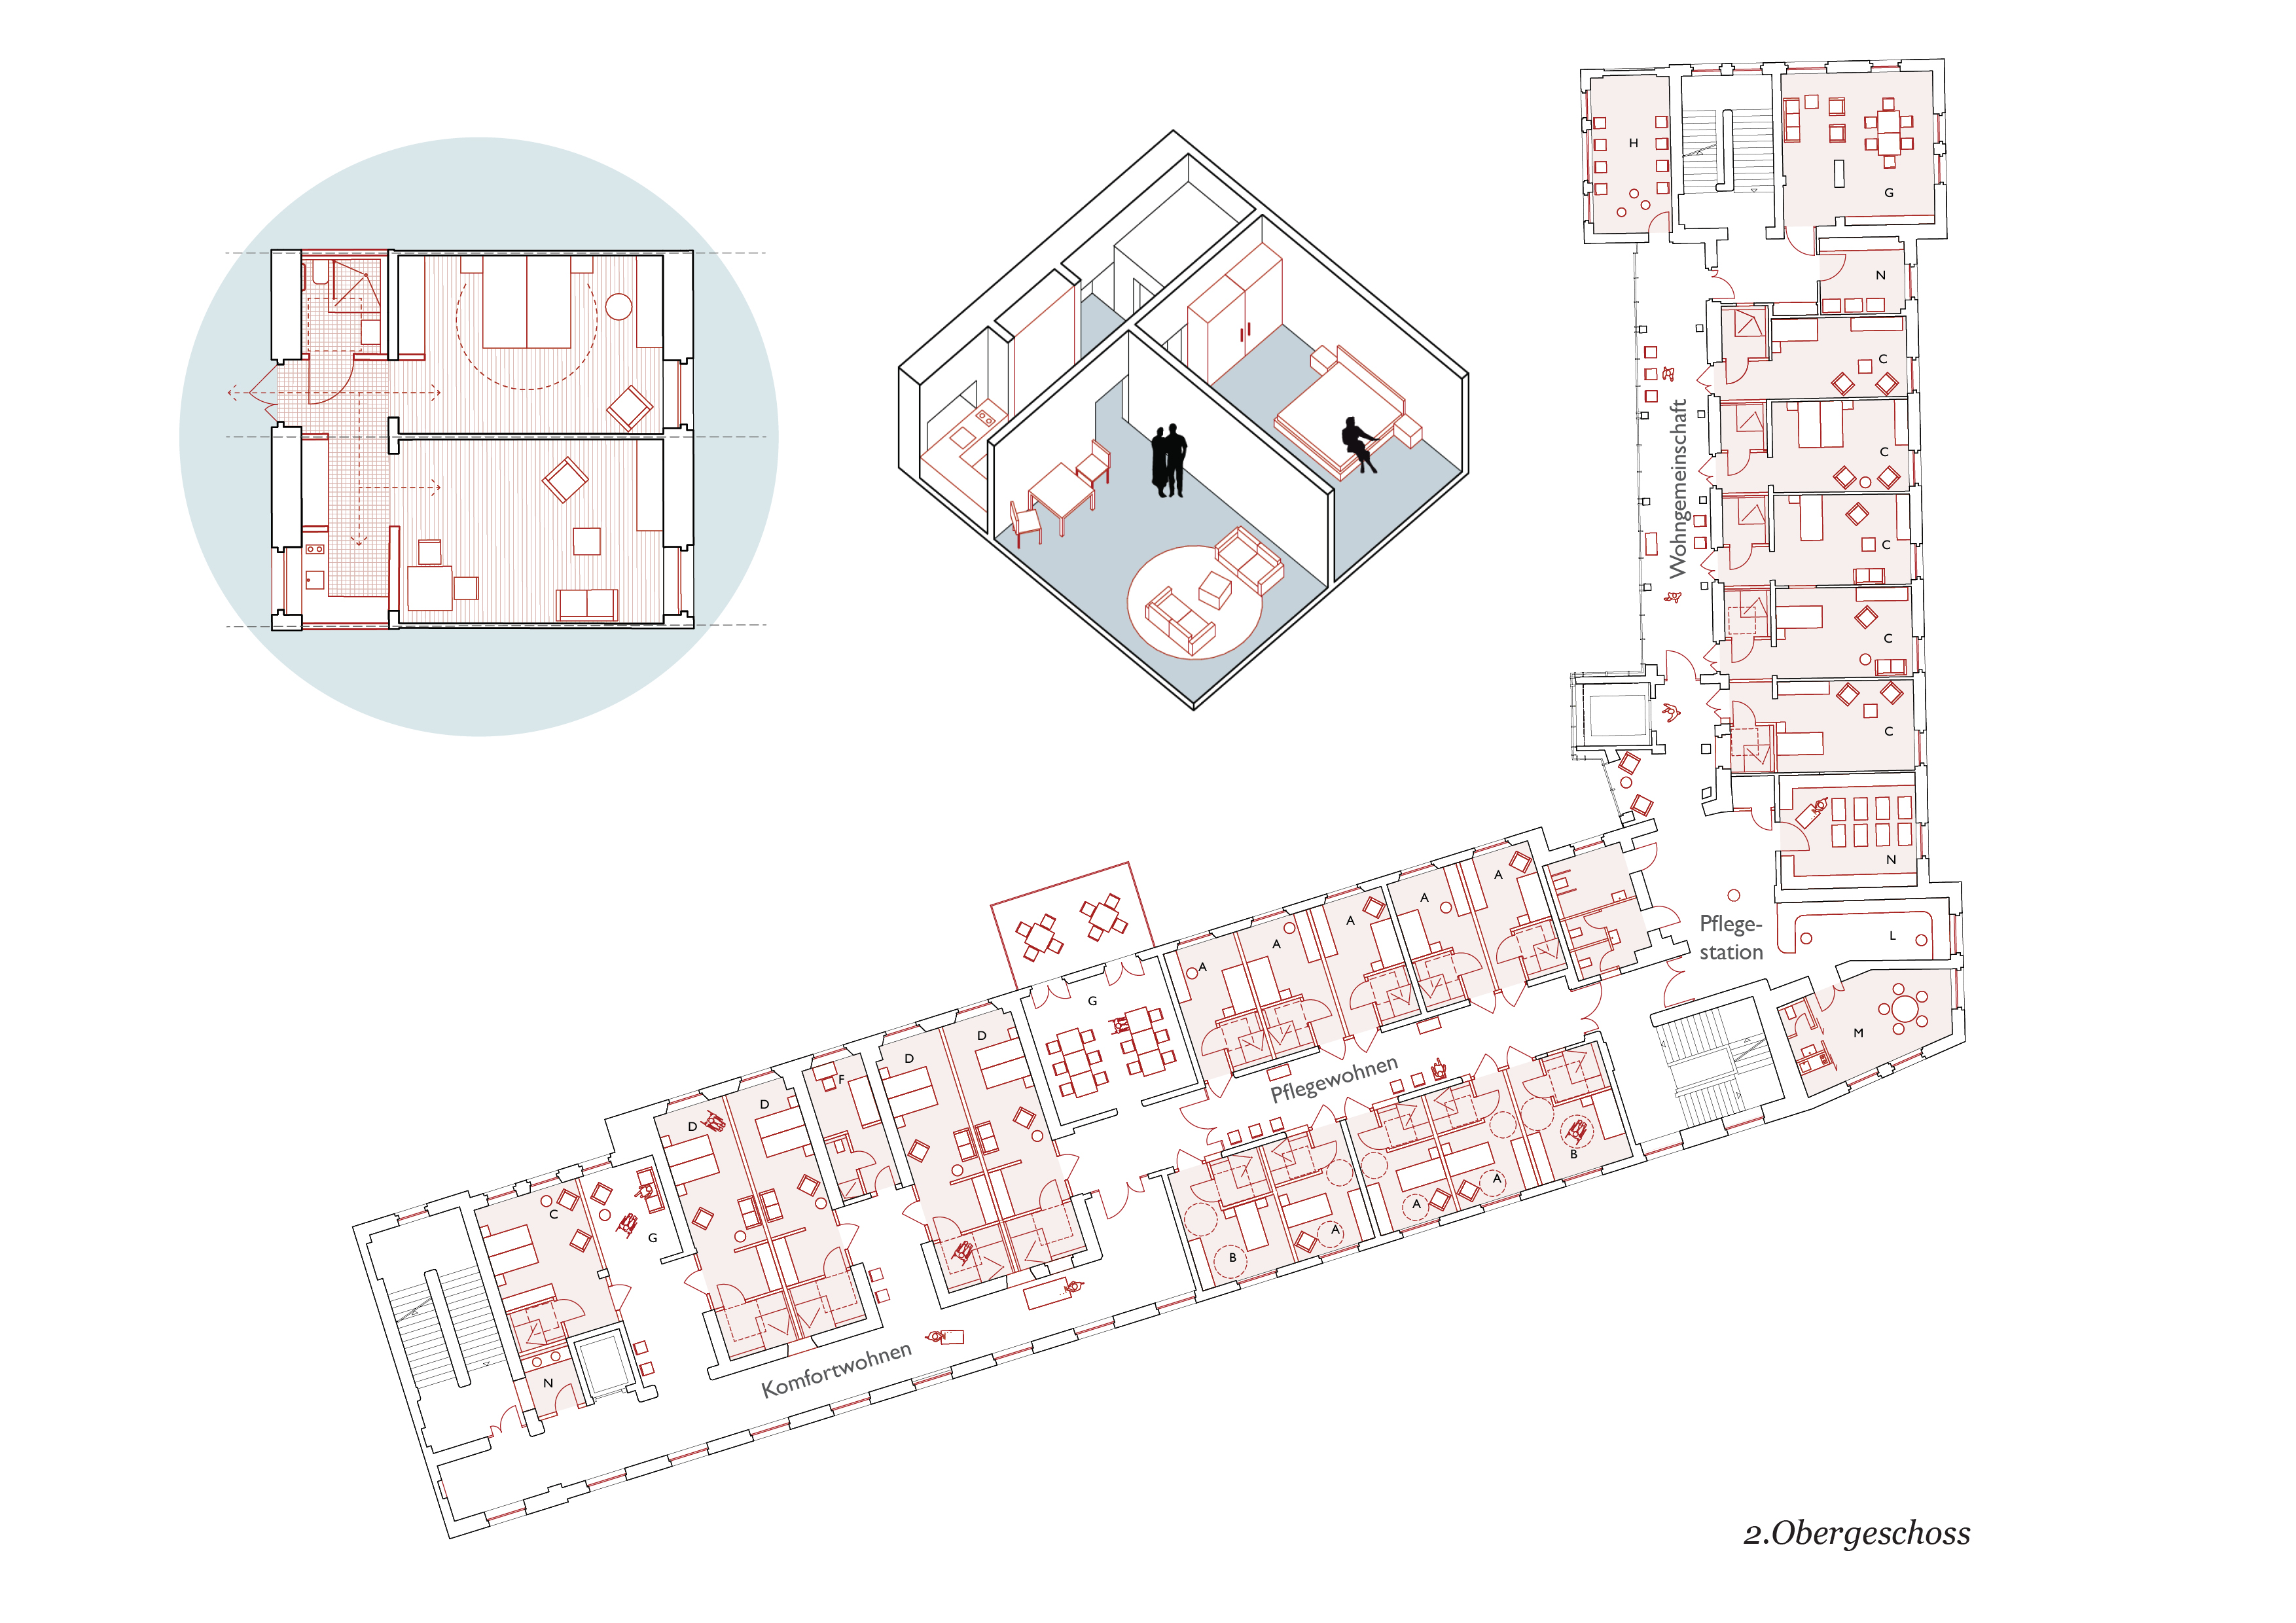 H
G
N
C
C
Wohngemeinschaft
C
C
C
N
Pflege-
station
L
M
A
A
A
A
A
G
Pflegewohnen
B
A
A
A
B
D
D
F
D
D
C
G
N
Komfortwohnen
2.Obergeschoss